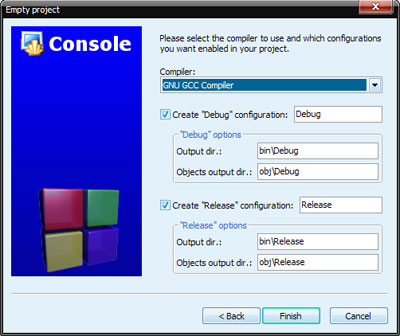 Empty project
Console
Please select the compiler to use and which configurations
you want enabled in your project.
Compiler:
GNU GCC Compiler
Create "Debug" configuration: Debug
"Debug" options
Output dir.: bin\Debug
Objects output dir.: obj\Debug
Create "Release" configuration: Release
"Release" options
Output dir.: bin\Release
Objects output dir.: obj\Release
< Back Finish Cancel